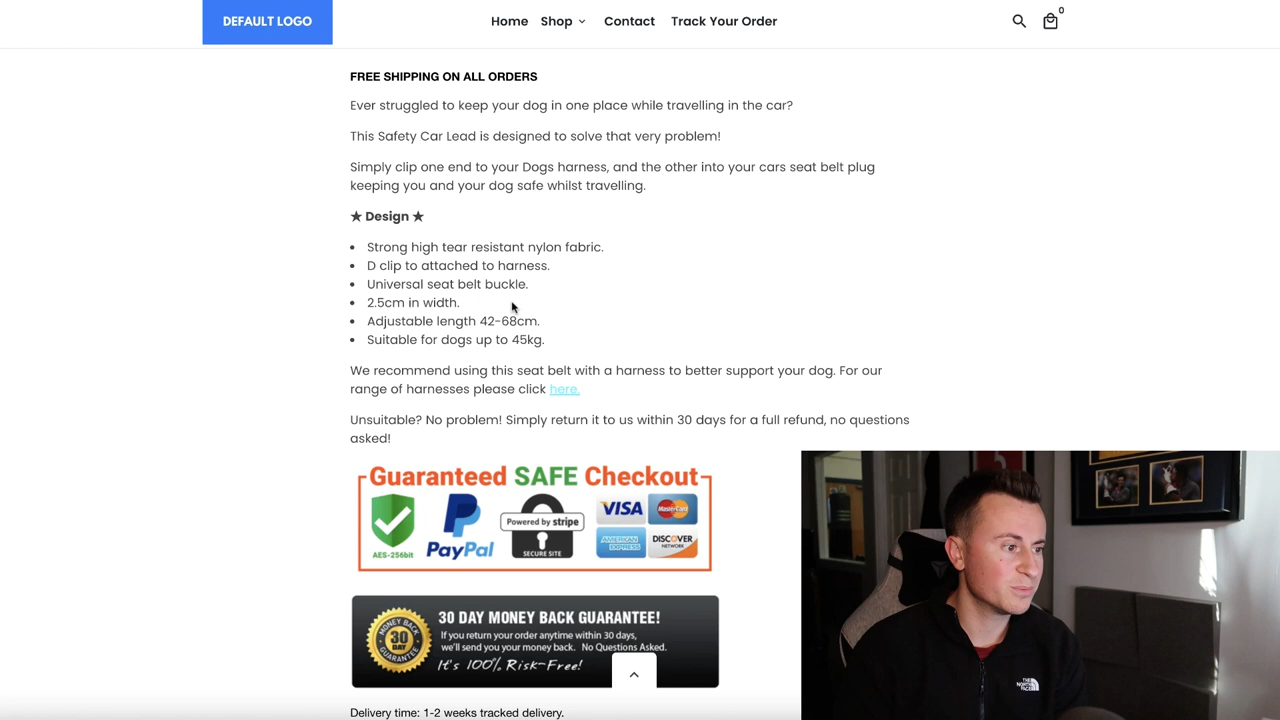 DEFAULT LOGO
Home Shop Contact Track Your Order
0
FREE SHIPPING ON ALL ORDERS
Ever struggled to keep your dog in one place while travelling in the car?
This Safety Car Lead is designed to solve that very problem!
Simply clip one end to your Dogs harness, and the other into your cars seat belt plug
keeping you and your dog safe whilst travelling.
★ Design ★
• Strong high tear resistant nylon fabric.
• D clip to attached to harness.
• Universal seat belt buckle.
• 2.5cm in width.
• Adjustable length 42-68cm.
• Suitable for dogs up to 45kg.
We recommend using this seat belt with a harness to better support your dog. For our
range of harnesses please click here.
Unsuitable? No problem! Simply return it to us within 30 days for a full refund, no questions
asked!
Guaranteed SAFE Checkout
AES-256bit
PayPal
Powered by stripe
SECURE SITE
VISA
MasterCard
AMERICAN EXPRESS
DISCOVER NETWORK
MONEY BACK
30 DAY
GUARANTEE
30 DAY MONEY BACK GUARANTEE!
If you return your order anytime within 30 days,
we'll send you your money back. No Questions Asked.
It's 100% Risk-Free!
Delivery time: 1-2 weeks tracked delivery.
THE NORTH FACE